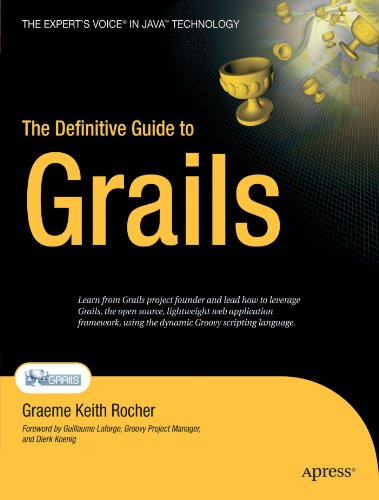 THE EXPERT'S VOICE® IN JAVA™ TECHNOLOGY
The Definitive Guide to
Grails
Learn from Grails project founder and lead how to leverage
Grails, the open source, lightweight web application
framework, using the dynamic Groovy scripting language.
GRAILS
Graeme Keith Rocher
Foreword by Guillaume Laforge, Groovy Project Manager,
and Dierk Koenig
Apress®